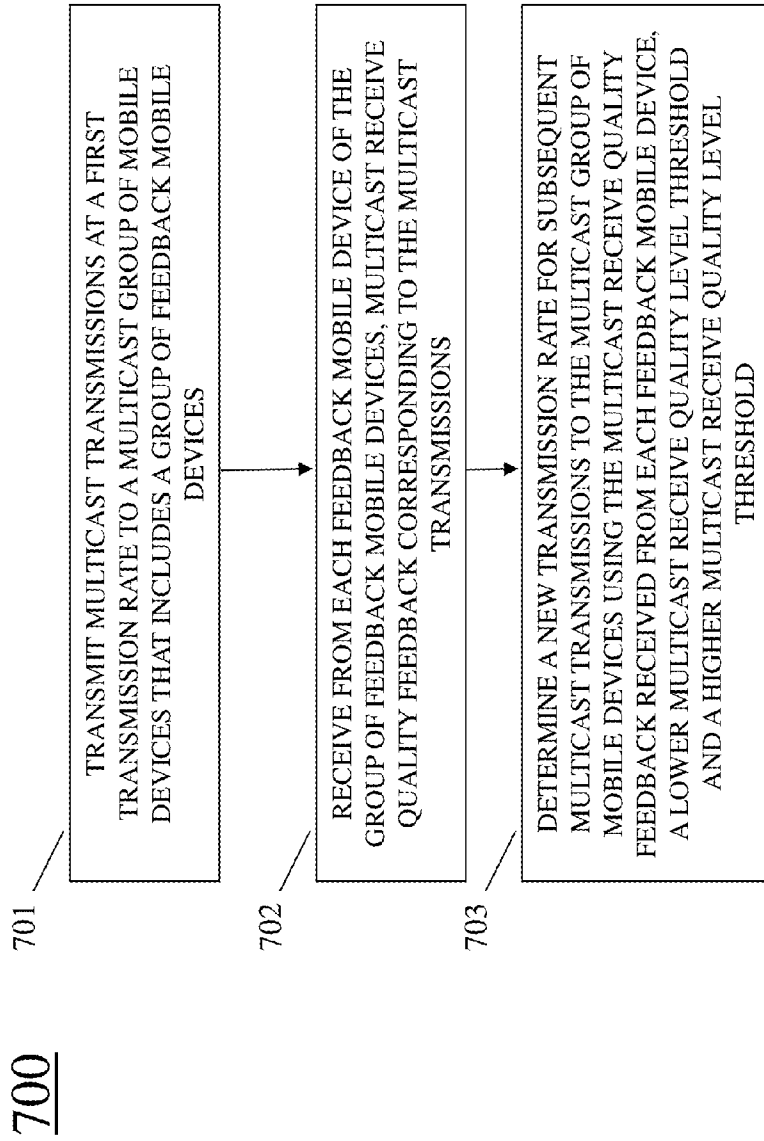 700
701
TRANSMIT MULTICAST TRANSMISSIONS AT A FIRST
TRANSMISSION RATE TO A MULTICAST GROUP OF MOBILE
DEVICES THAT INCLUDES A GROUP OF FEEDBACK MOBILE
DEVICES
702
RECEIVE FROM EACH FEEDBACK MOBILE DEVICE OF THE
GROUP OF FEEDBACK MOBILE DEVICES, MULTICAST RECEIVE
QUALITY FEEDBACK CORRESPONDING TO THE MULTICAST
TRANSMISSIONS
703
DETERMINE A NEW TRANSMISSION RATE FOR SUBSEQUENT
MULTICAST TRANSMISSIONS TO THE MULTICAST GROUP OF
MOBILE DEVICES USING THE MULTICAST RECEIVE QUALITY
FEEDBACK RECEIVED FROM EACH FEEDBACK MOBILE DEVICE,
A LOWER MULTICAST RECEIVE QUALITY LEVEL THRESHOLD
AND A HIGHER MULTICAST RECEIVE QUALITY LEVEL
THRESHOLD